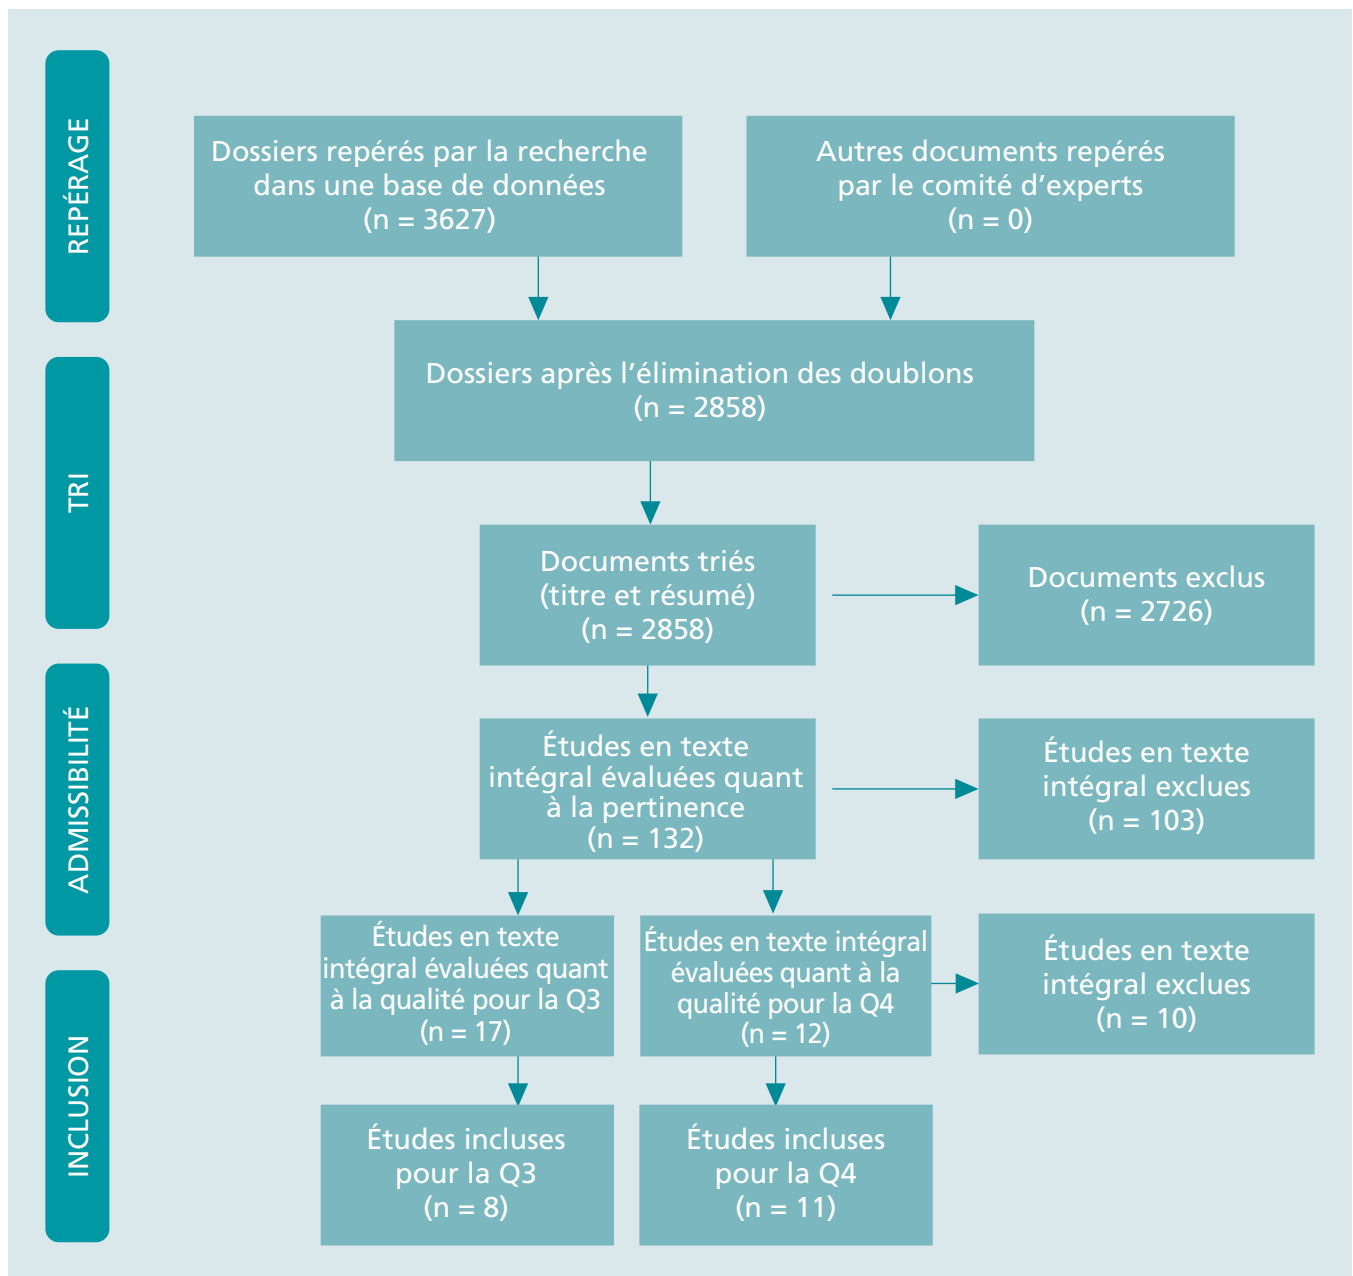 REPÉRAGE
Dossiers repérés par la recherche
dans une base de données
(n = 3627)
Autres documents repérés
par le comité d’experts
(n = 0)
Dossiers après l’élimination des doublons
(n = 2858)
TRI
Documents triés
(titre et résumé)
(n = 2858)
Documents exclus
(n = 2726)
ADMISSIBILITÉ
Études en texte
intégral évaluées quant
à la pertinence
(n = 132)
Études en texte
intégral exclues
(n = 103)
Études en texte
intégral évaluées quant
à la qualité pour la Q3
(n = 17)
Études en texte intégral
évaluées quant à la
qualité pour la Q4
(n = 12)
Études en texte
intégral exclues
(n = 10)
INCLUSION
Études incluses
pour la Q3
(n = 8)
Études incluses
pour la Q4
(n = 11)